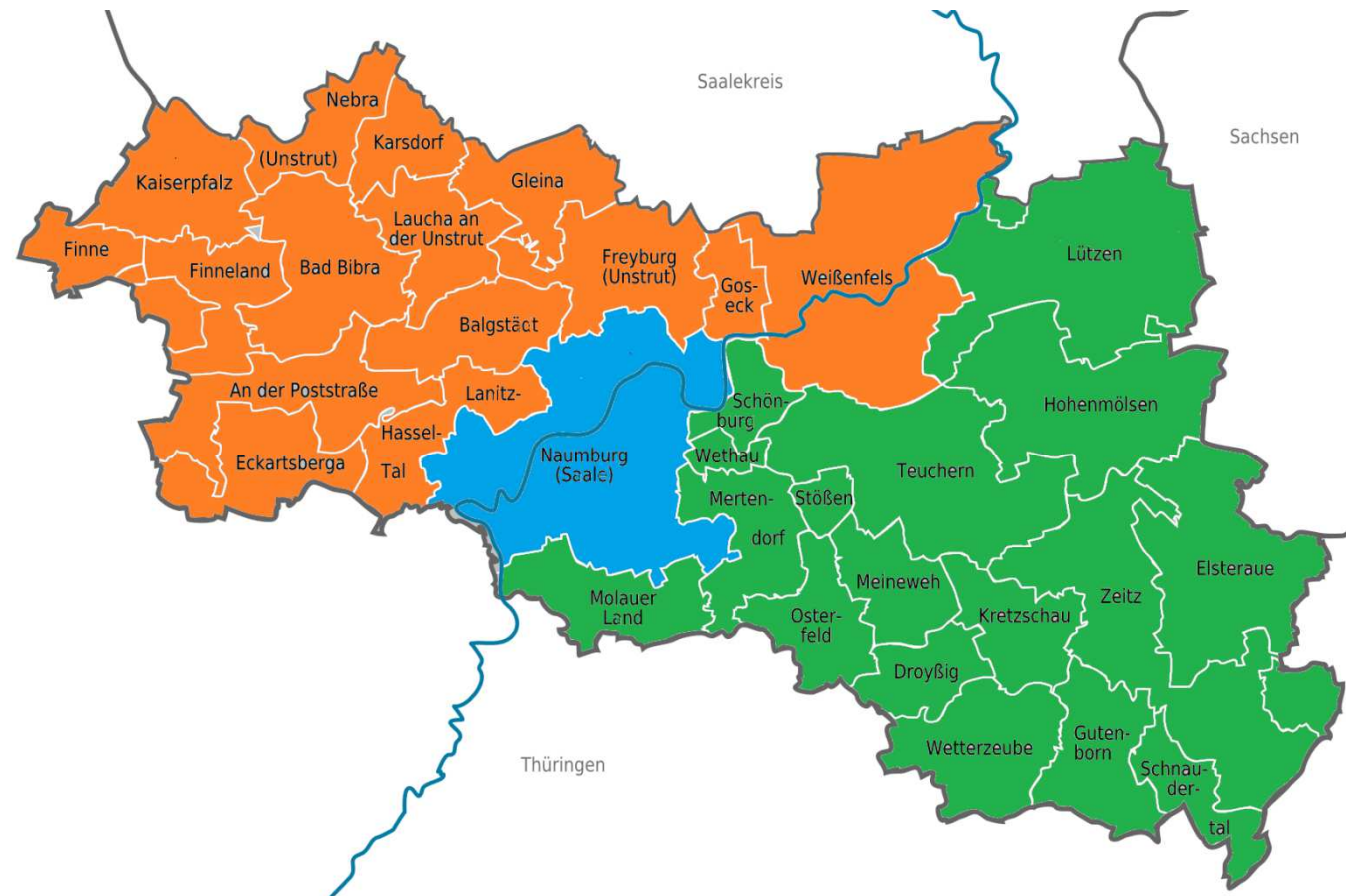 Saalekreis
Sachsen
Nebra
(Unstrut)
Karsdorf
Kaiserpfalz
Gleina
Laucha an
der Unstrut
Finne
Finneland
Bad Bibra
Freyburg
(Unstrut)
Gos-
eck
Weißenfels
Lützen
Balgstädt
An der Poststraße
Lanitz-
Hassel-
Tal
Eckartsberga
Naumburg
(Saale)
Schön-
burg
Wethau
Merten-
dorf
Stößen
Teuchern
Hohenmölsen
Molauer
Land
Oster-
feld
Meineweh
Kretzschau
Zeitz
Elsteraue
Droyßig
Wetterzeube
Guten-
born
Schnau-
der-
tal
Thüringen